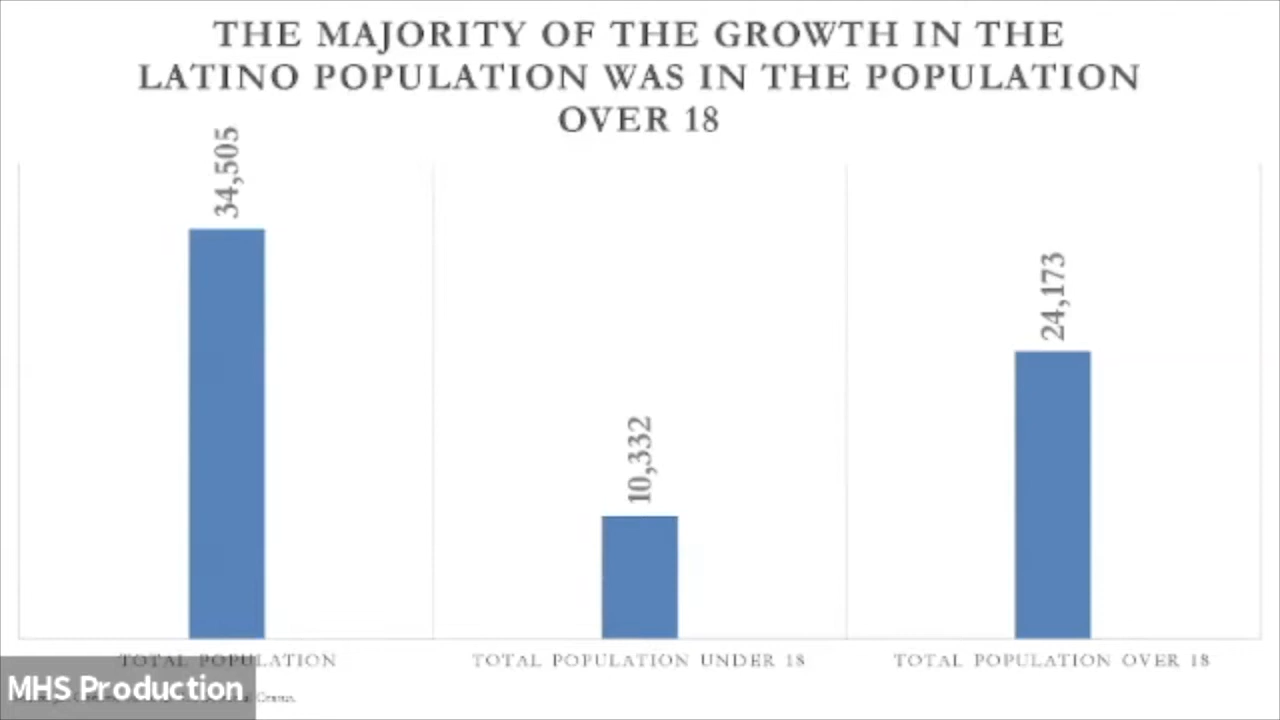 THE MAJORITY OF THE GROWTH IN THE
LATINO POPULATION WAS IN THE POPULATION
OVER 18
34,505
10,332
24,173
TOTAL POPULATION
TOTAL POPULATION UNDER 18
TOTAL POPULATION OVER 18
MHS Production
Census.